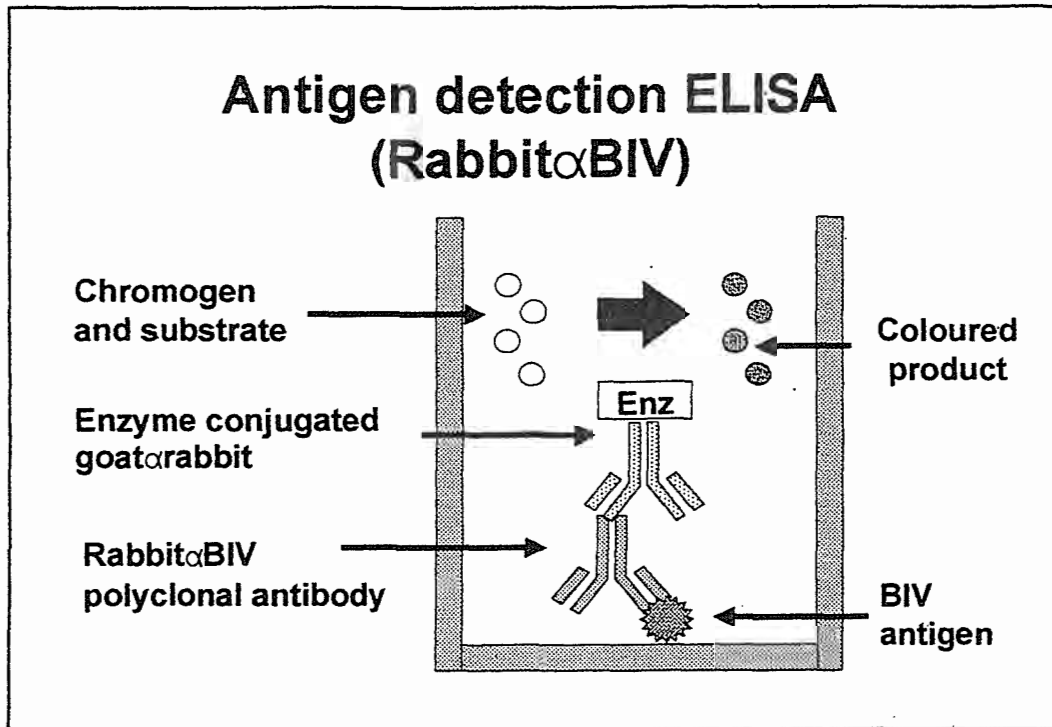 Antigen detection ELISA
(RabbitαBIV)
Chromogen
and substrate
Coloured
product
Enz
Enzyme conjugated
goatαrabbit
RabbitαBIV
polyclonal antibody
BIV
antigen